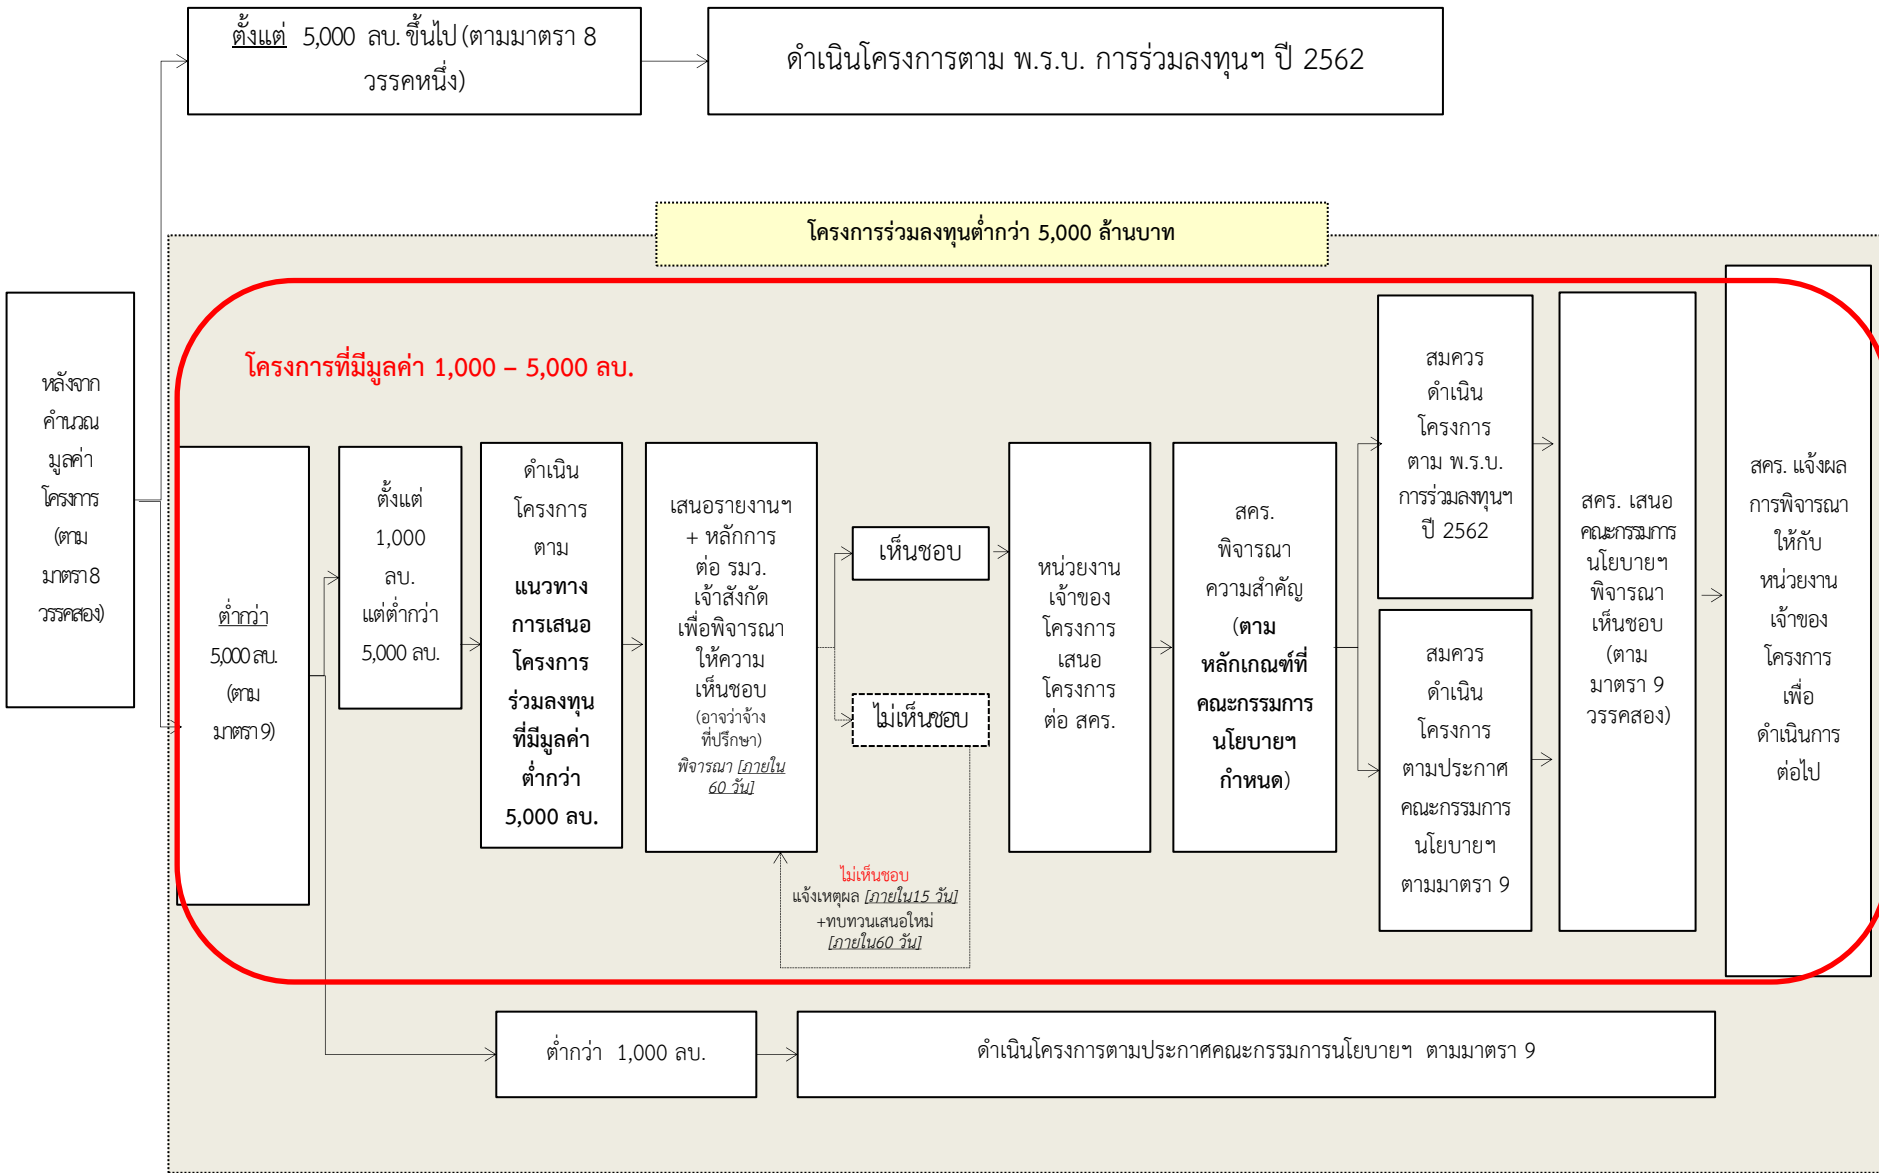 ตั้งแต่ 5,000 ลบ. ขึ้นไป (ตามมาตรา 8
วรรคหนึ่ง)
ดำเนินโครงการตาม พ.ร.บ. การร่วมลงทุนฯ ปี 2562
โครงการร่วมลงทุนต่ำกว่า 5,000 ล้านบาท
หลังจาก
คำนวณ
มูลค่า
โครงการ
(ตาม
มาตรา 8
วรรคสอง)
โครงการที่มีมูลค่า 1,000 – 5,000 ลบ.
ต่ำกว่า
5,000 ลบ.
(ตาม
มาตรา 9)
ตั้งแต่
1,000
ลบ.
แต่ต่ำกว่า
5,000 ลบ.
ดำเนิน
โครงการ
ตาม
แนวทาง
การเสนอ
โครงการ
ร่วมลงทุน
ที่มีมูลค่า
ต่ำกว่า
5,000 ลบ.
เสนอรายงานฯ
+ หลักการ
ต่อ รมว.
เจ้าสังกัด
เพื่อพิจารณา
ให้ความ
เห็นชอบ
(อาจว่าจ้าง
ที่ปรึกษา)
พิจารณา [ภายใน
60 วัน]
เห็นชอบ
ไม่เห็นชอบ
ไม่เห็นชอบ
แจ้งเหตุผล [ภายใน15 วัน]
+ทบทวนเสนอใหม่
[ภายใน60 วัน]
หน่วยงาน
เจ้าของ
โครงการ
เสนอ
โครงการ
ต่อ สคร.
สคร.
พิจารณา
ความสำคัญ
(ตาม
หลักเกณฑ์ที่
คณะกรรมการ
นโยบายฯ
กำหนด)
สมควร
ดำเนิน
โครงการ
ตาม พ.ร.บ.
การร่วมลงทุนฯ
ปี 2562
สมควร
ดำเนิน
โครงการ
ตามประกาศ
คณะกรรมการ
นโยบายฯ
ตามมาตรา 9
สคร. เสนอ
คณะกรรมการ
นโยบายฯ
พิจารณา
เห็นชอบ
(ตาม
มาตรา 9
วรรคสอง)
สคร. แจ้งผล
การพิจารณา
ให้กับ
หน่วยงาน
เจ้าของ
โครงการ
เพื่อ
ดำเนินการ
ต่อไป
ต่ำกว่า 1,000 ลบ.
ดำเนินโครงการตามประกาศคณะกรรมการนโยบายฯ ตามมาตรา 9